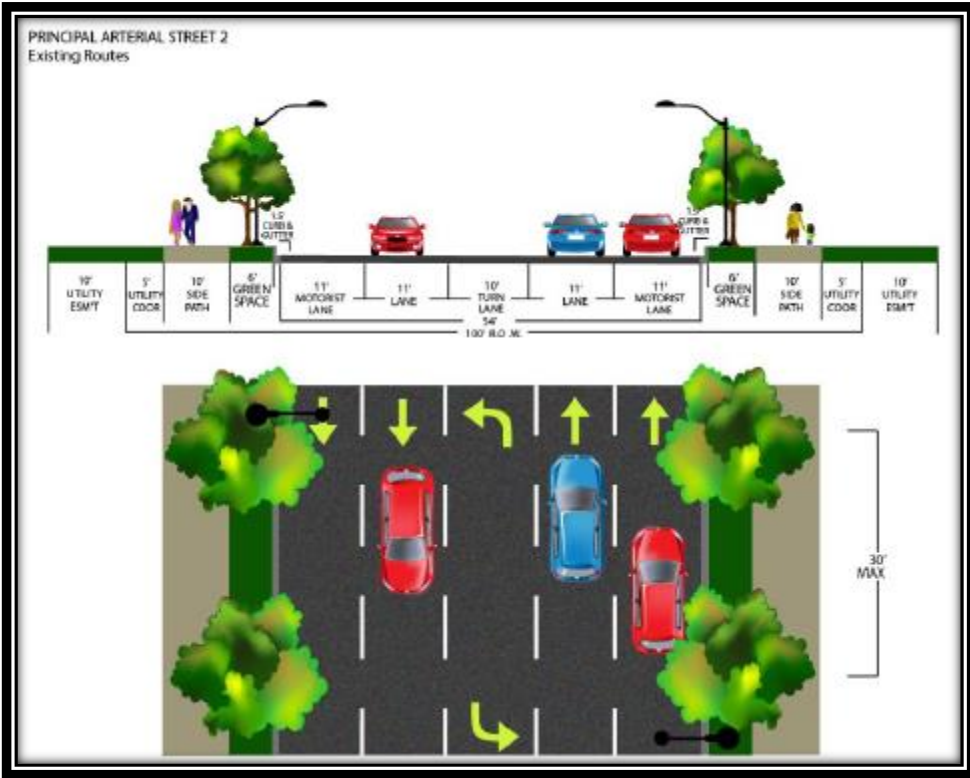 PRINCIPAL ARTERIAL STREET 2
Existing Routes
1.5'
CURB &
GUTTER
1.5'
CURB &
GUTTER
10'
UTILITY
ESM'T
5'
UTILITY
COOR
10'
SIDE
PATH
6'
GREEN
SPACE
11'
MOTORIST
LANE
11'
LANE
10'
TURN
LANE
11'
LANE
11'
MOTORIST
LANE
6'
GREEN
SPACE
10'
SIDE
PATH
5'
UTILITY
COOR
10'
UTILITY
ESM'T
54'
100' R.O.W.
30'
MAX